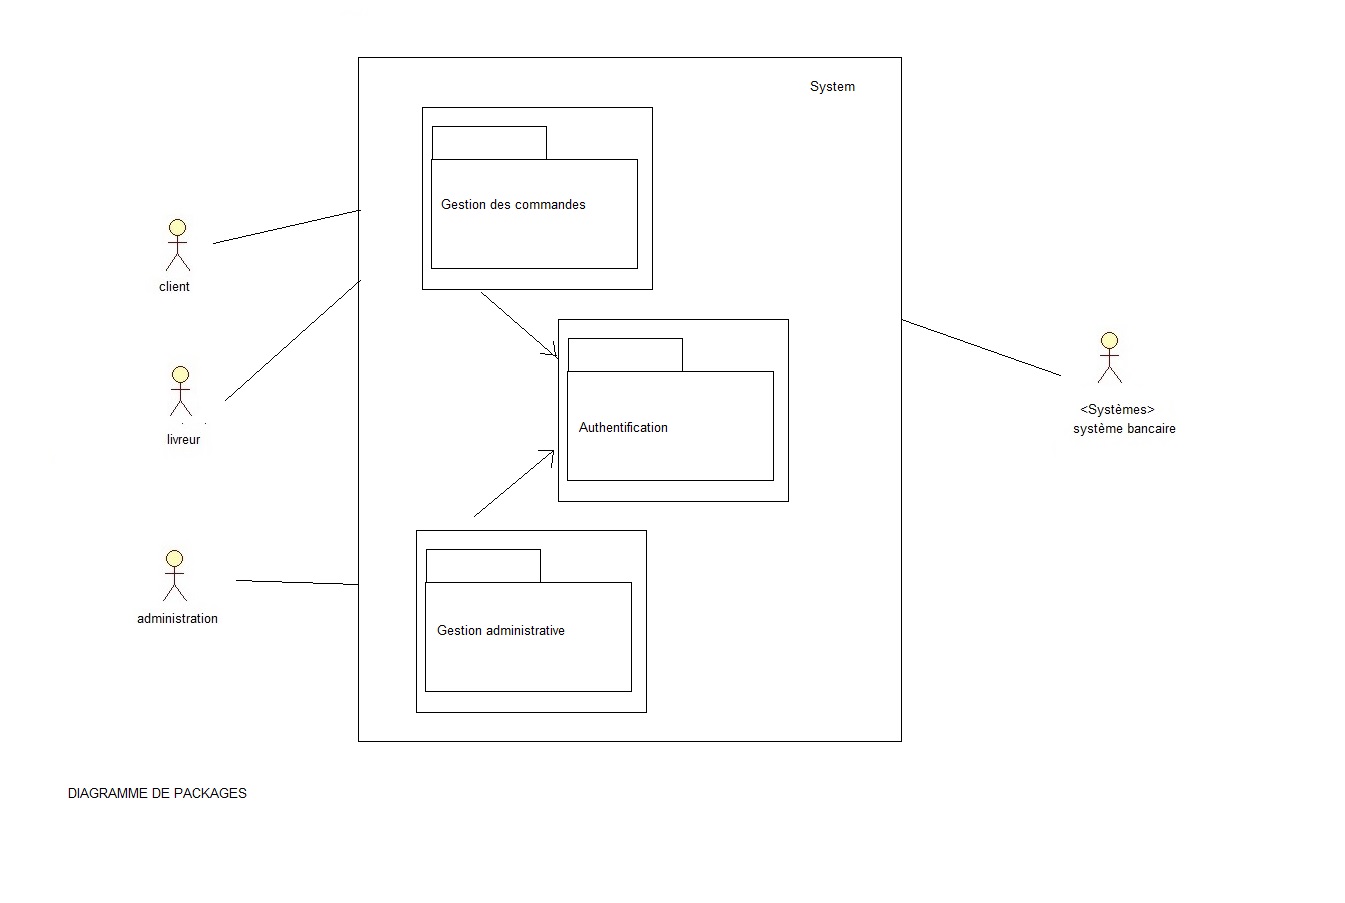 System
Gestion des commandes
client
Authentification
<Systèmes>
système bancaire
livreur
Gestion administrative
administration
DIAGRAMME DE PACKAGES